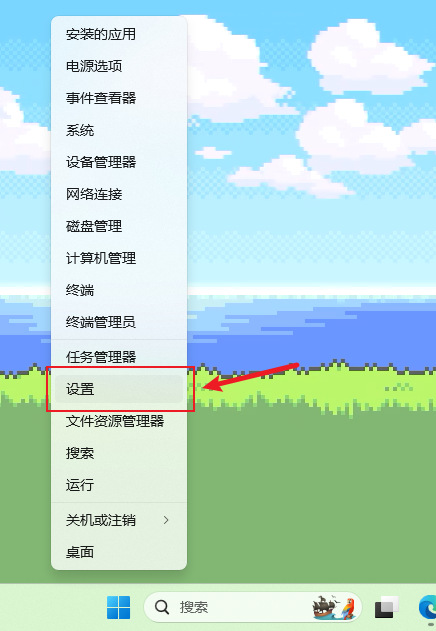 安装的应用
电源选项
事件查看器
系统
设备管理器
网络连接
磁盘管理
计算机管理
终端
终端管理员
任务管理器
设置
文件资源管理器
搜索
运行
关机或注销
桌面
搜索